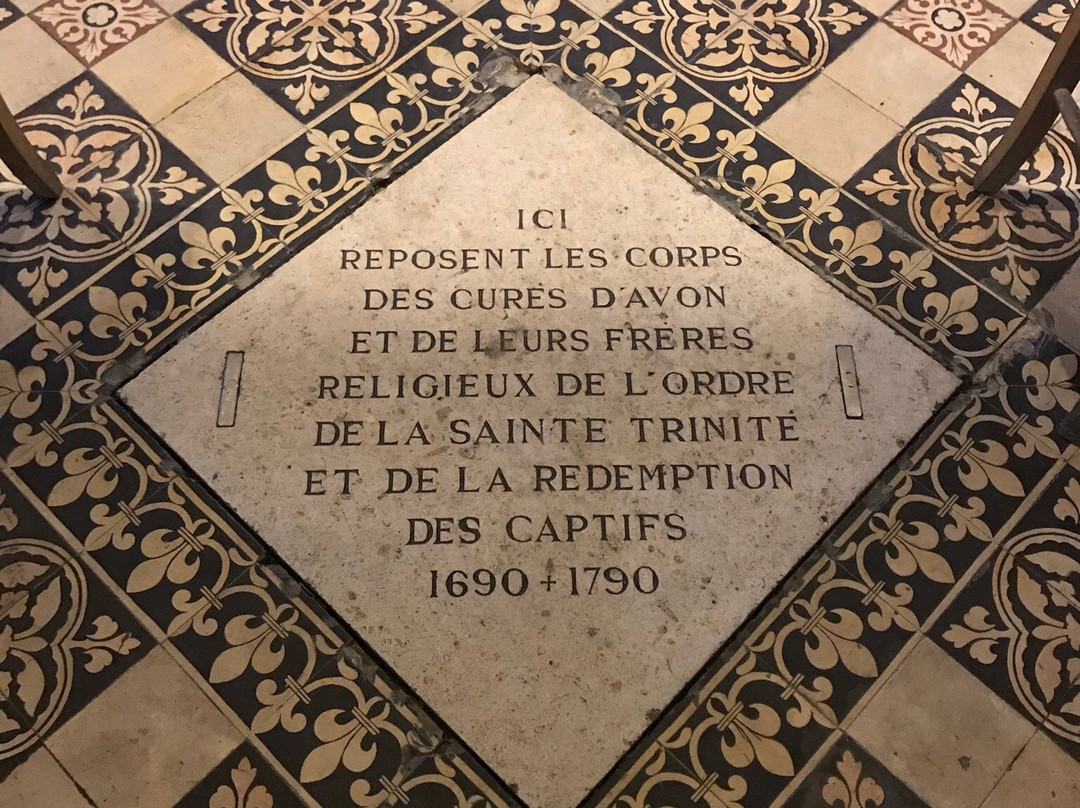 ICI
REPOSENT LES CORPS
DES CURÉS D'AVON
ET DE LEURS FRÈRES
RELIGIEUX DE L'ORDRE
DE LA SAINTE TRINITÉ
ET DE LA REDEMPTION
DES CAPTIFS
1690 + 1790